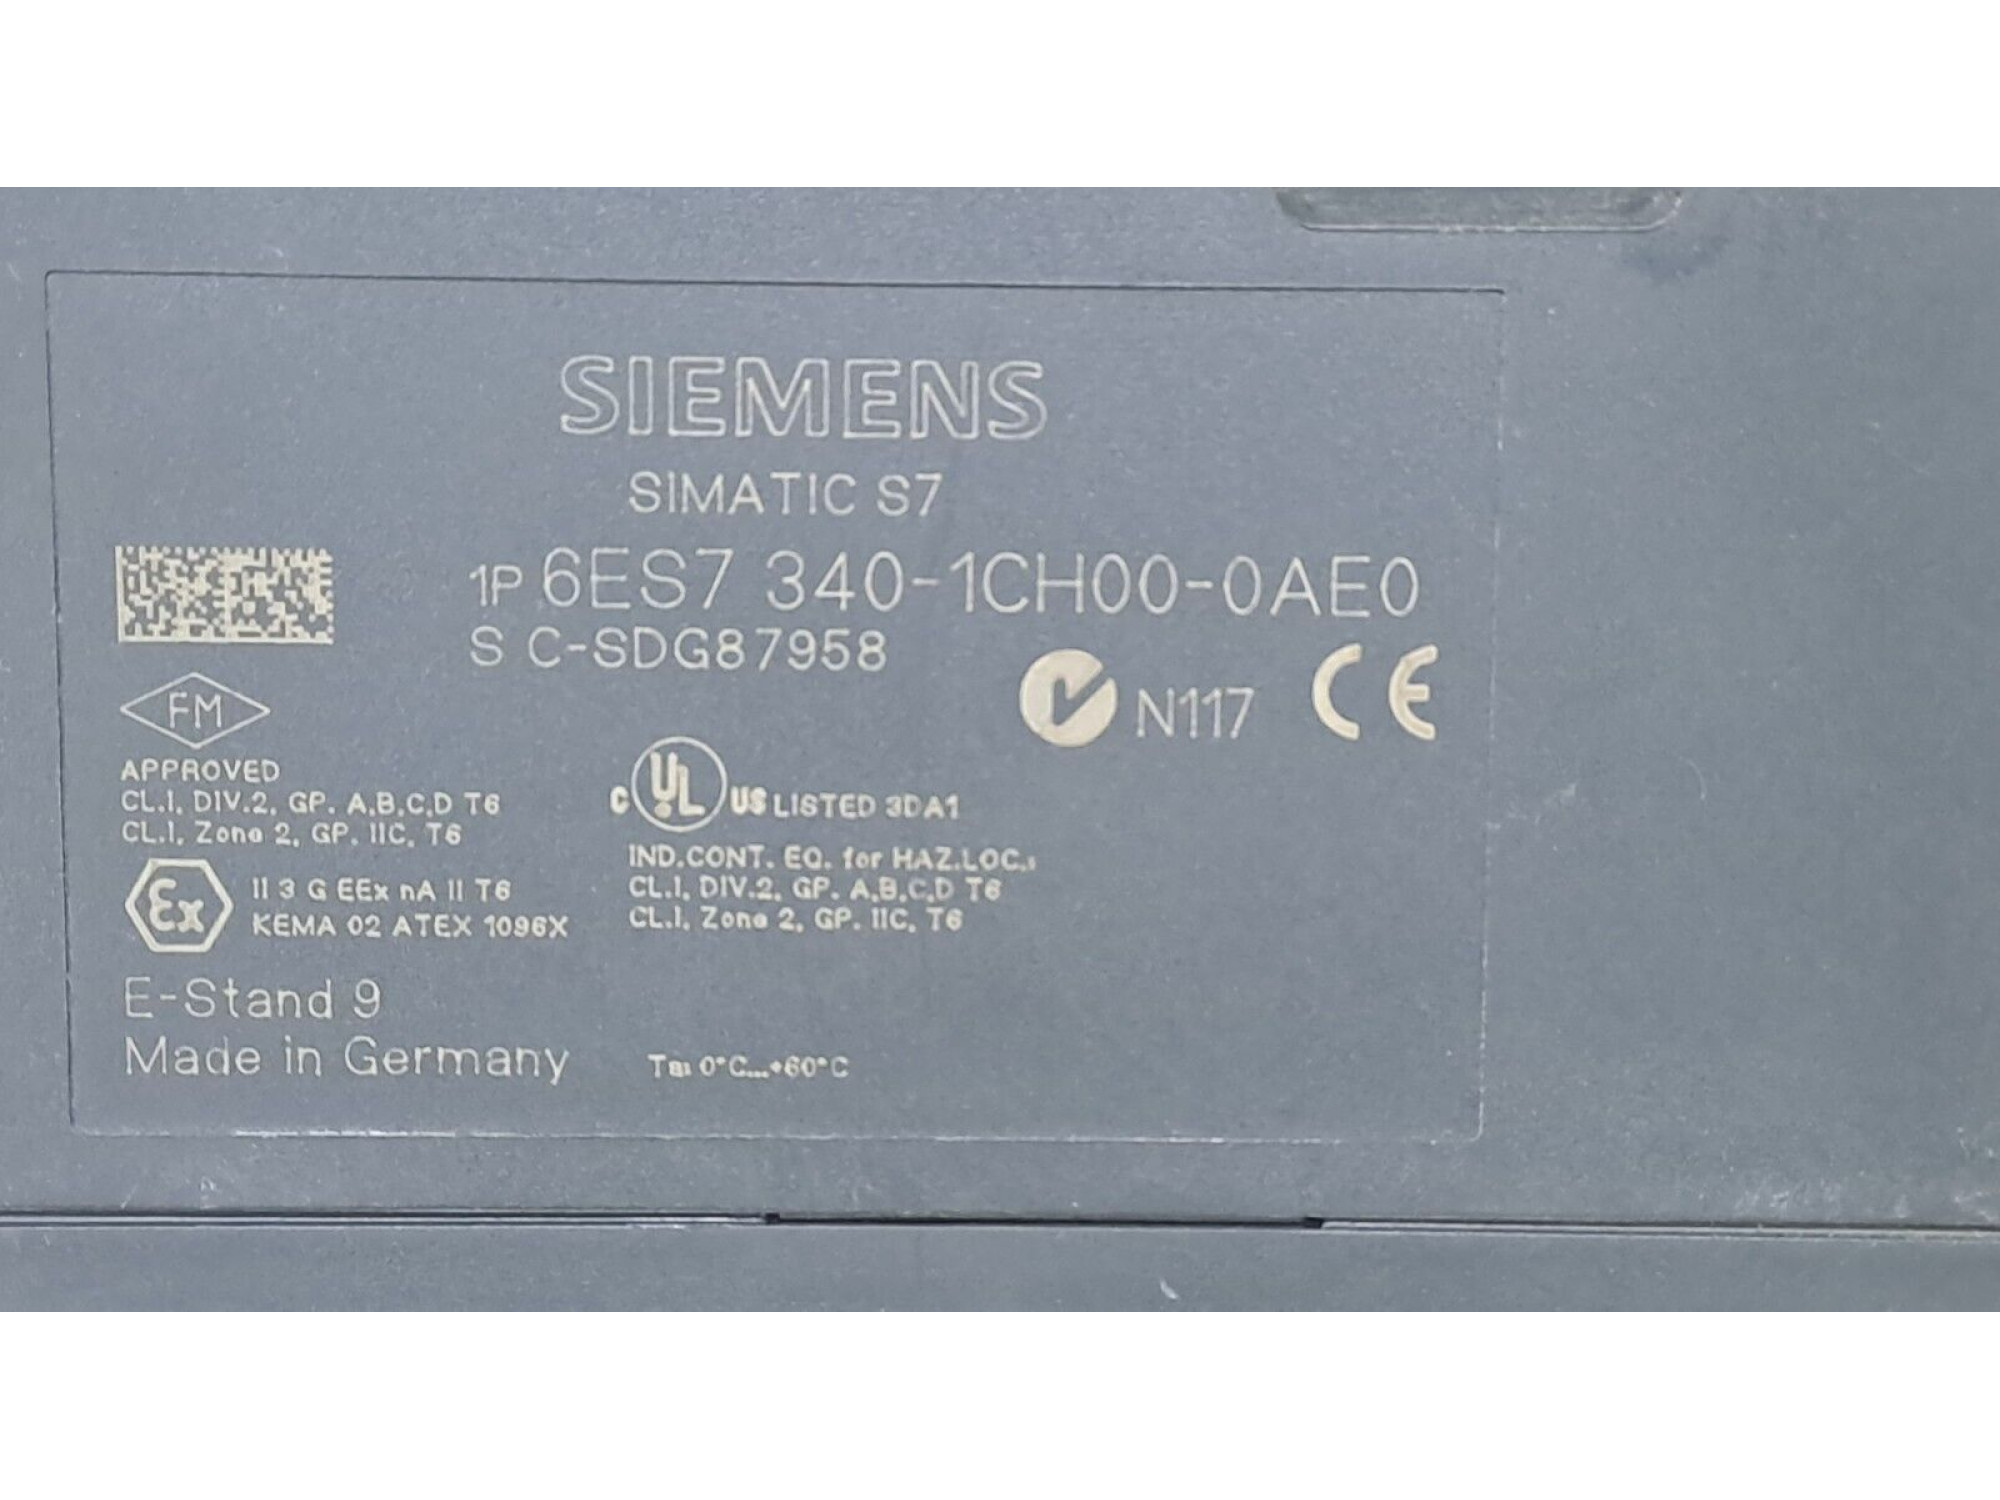 SIEMENS
SIMATIC S7
1P 6ES7 340-1CH00-0AE0
S C-SDG87958
N117 CE
FM
APPROVED
CL.I, DIV.2, GP. A,B,C,D T6
CL.I, Zone 2, GP. IIC, T6
Ex
II 3 G EEx nA II T6
KEMA 02 ATEX 1096X
c UL US LISTED 3DA1
IND.CONT. EQ. for HAZ.LOC.:
CL.I, DIV.2, GP. A,B,C,D T6
CL.I, Zone 2, GP. IIC, T6
E-Stand 9
Made in Germany
Ta: 0°C...+60°C